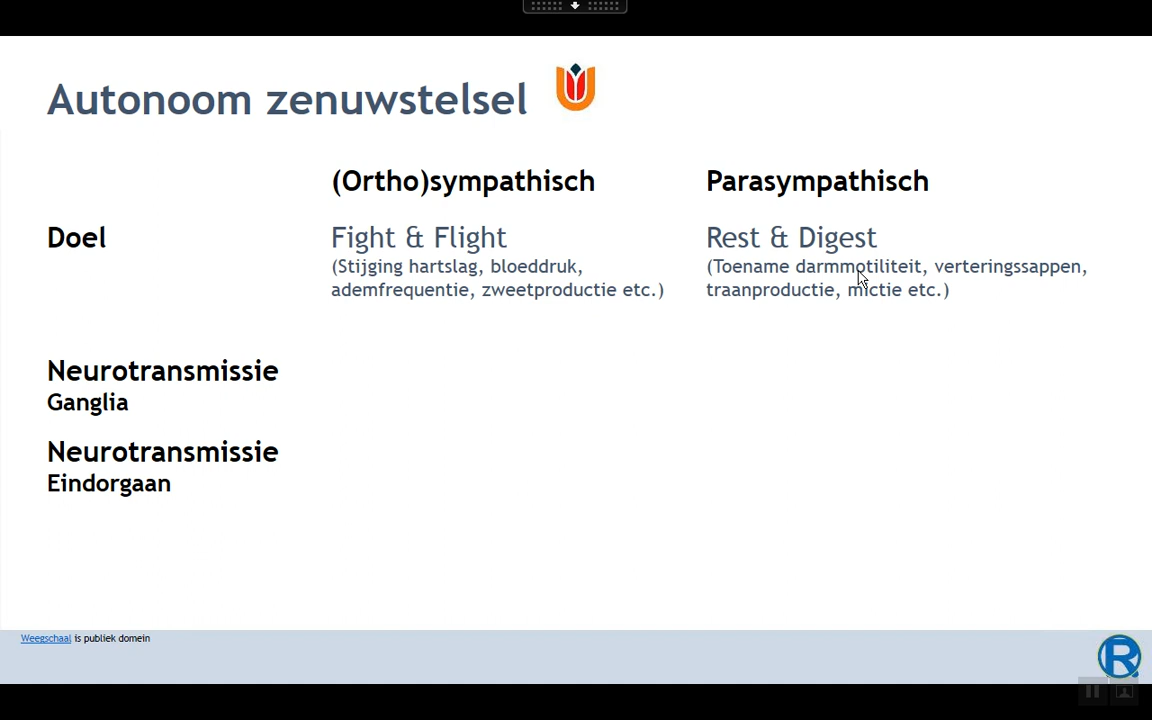 Autonoom zenuwstelsel
(Ortho)sympathisch
Parasympathisch
Doel
Fight & Flight
(Stijging hartslag, bloeddruk,
ademfrequentie, zweetproductie etc.)
Rest & Digest
(Toename darmmotiliteit, verteringssappen,
traanproductie, mictie etc.)
Neurotransmissie
Ganglia
Neurotransmissie
Eindorgaan
Weegschaal is publiek domein
R